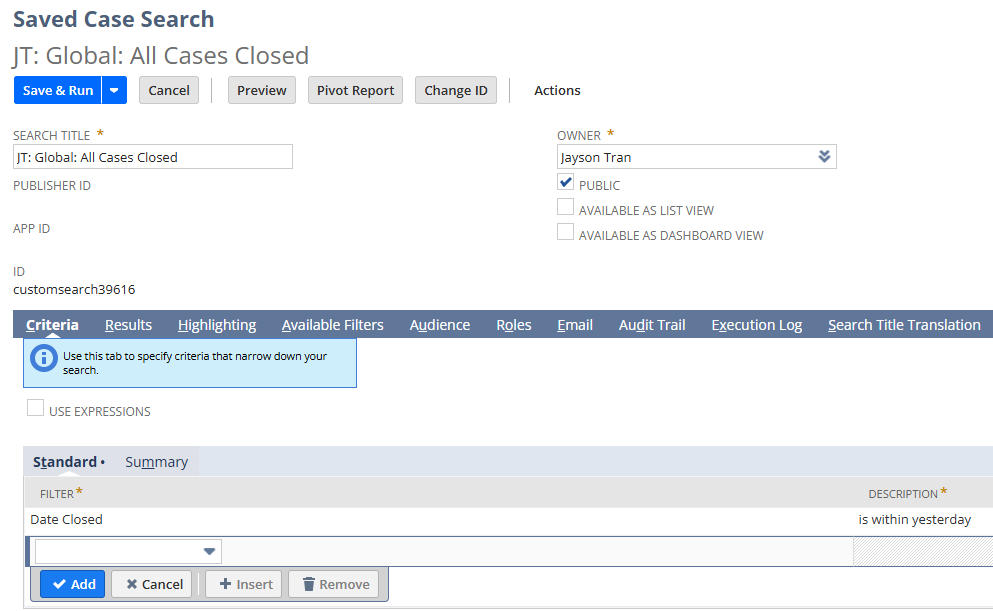 Saved Case Search
JT: Global: All Cases Closed
Save & Run Cancel Preview Pivot Report Change ID Actions
SEARCH TITLE * OWNER *
JT: Global: All Cases Closed Jayson Tran
PUBLISHER ID PUBLIC
AVAILABLE AS LIST VIEW
APP ID AVAILABLE AS DASHBOARD VIEW
ID
customsearch39616
Criteria Results Highlighting Available Filters Audience Roles Email Audit Trail Execution Log Search Title Translation
Use this tab to specify criteria that narrow down your
search.
USE EXPRESSIONS
Standard • Summary
FILTER * DESCRIPTION *
Date Closed is within yesterday
Add Cancel Insert Remove